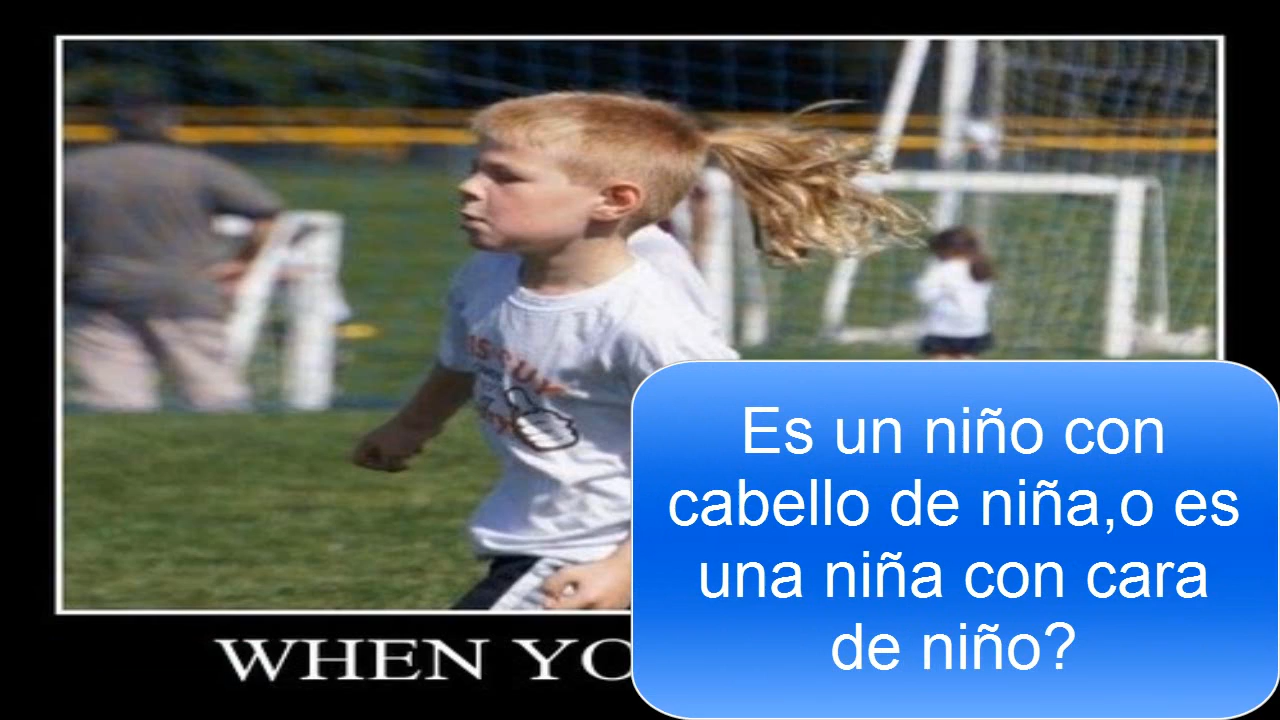 WHEN YO
Es un niño con
cabello de niña,o es
una niña con cara
de niño?